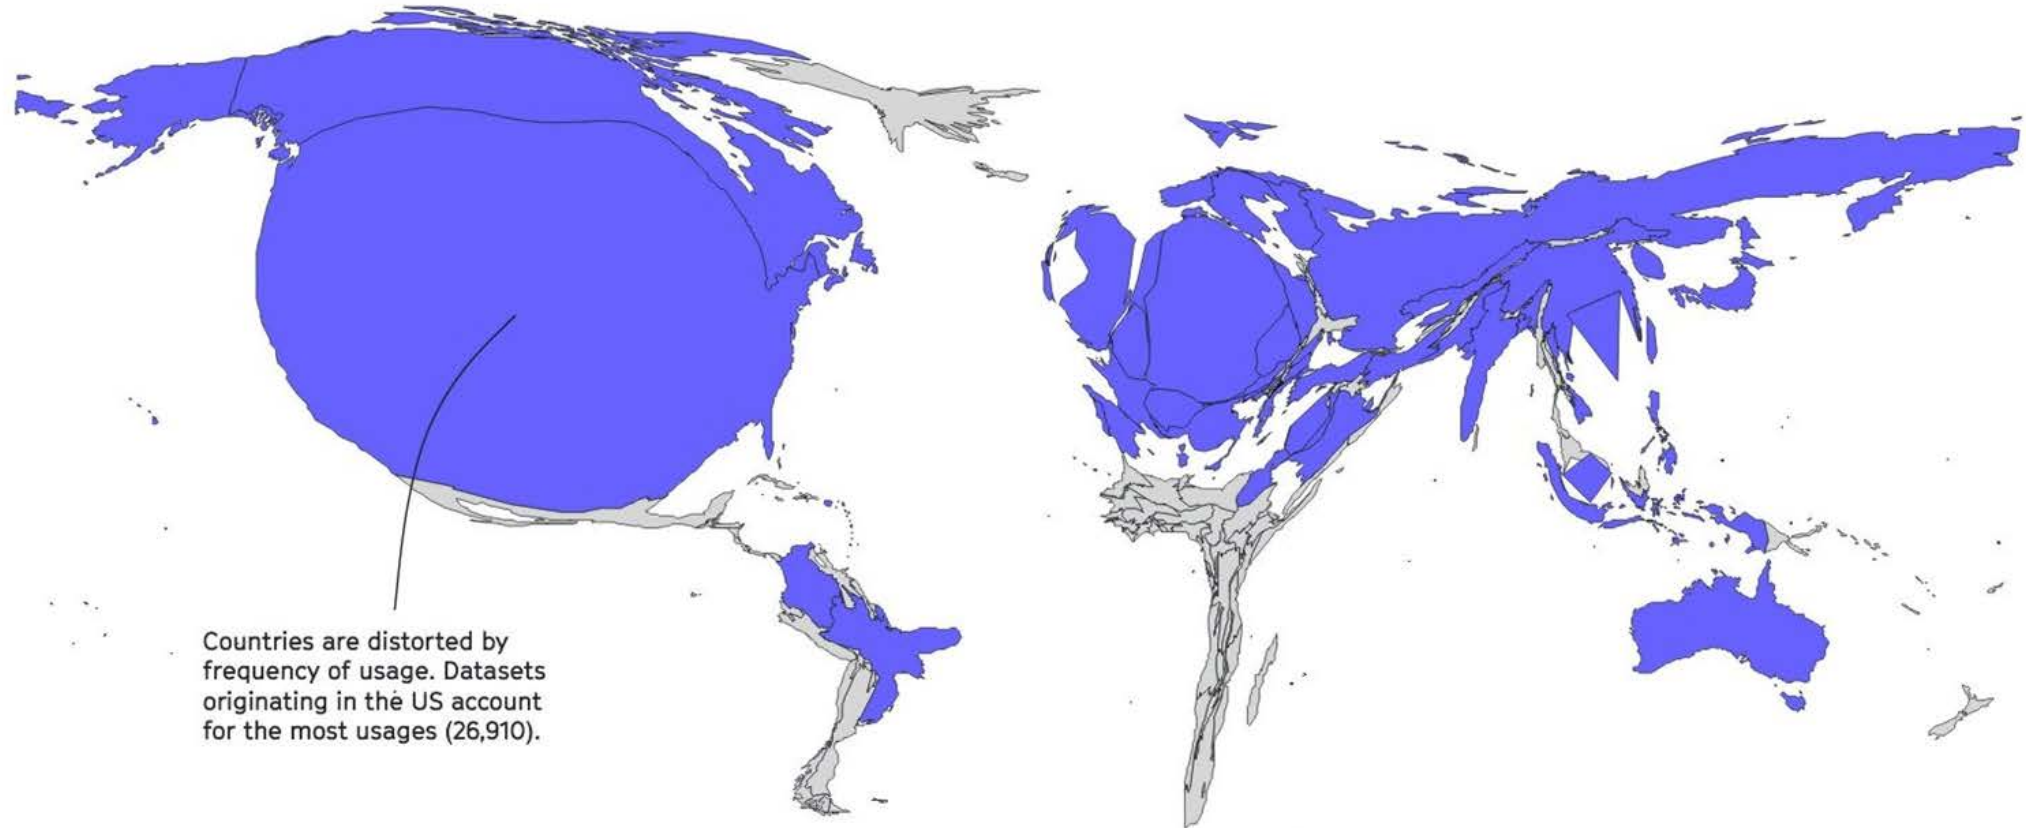 Countries are distorted by
frequency of usage. Datasets
originating in the US account
for the most usages (26,910).